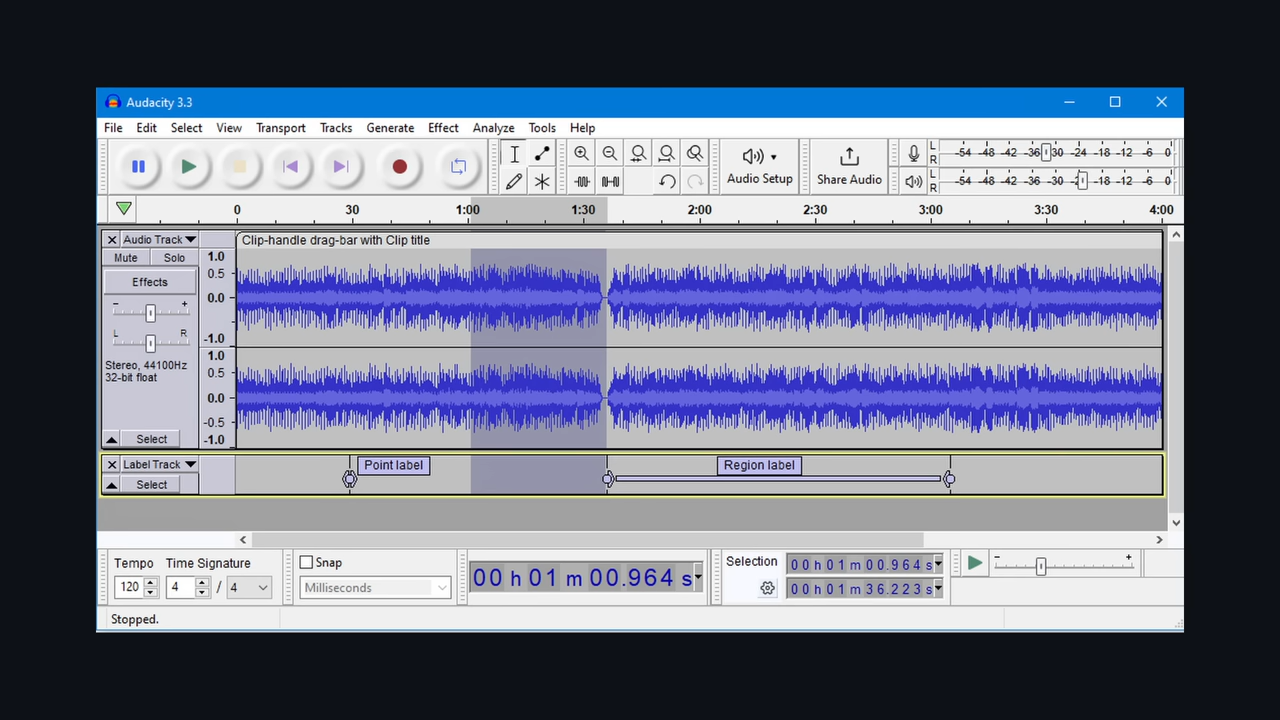 Audacity 3.3
File Edit Select View Transport Tracks Generate Effect Analyze Tools Help
Audio Setup
Share Audio
L
R
-54 -48 -42 -36 -30 -24 -18 -12 -6 0
L
R
-54 -48 -42 -36 -30 -24 -18 -12 -6 0
0 30 1:00 1:30 2:00 2:30 3:00 3:30 4:00
Audio Track
Mute Solo
Effects
- +
L R
Stereo, 44100Hz
32-bit float
Select
1.0
0.5
0.0
-1.0
1.0
0.5
0.0
-0.5
-1.0
Clip-handle drag-bar with Clip title
Label Track
Select
Point label
Region label
Tempo
120
Time Signature
4 / 4
Snap
Milliseconds
00 h 01 m 00.964 s
Selection
00 h 01 m 00.964 s
00 h 01 m 36.223 s
- +
Stopped.